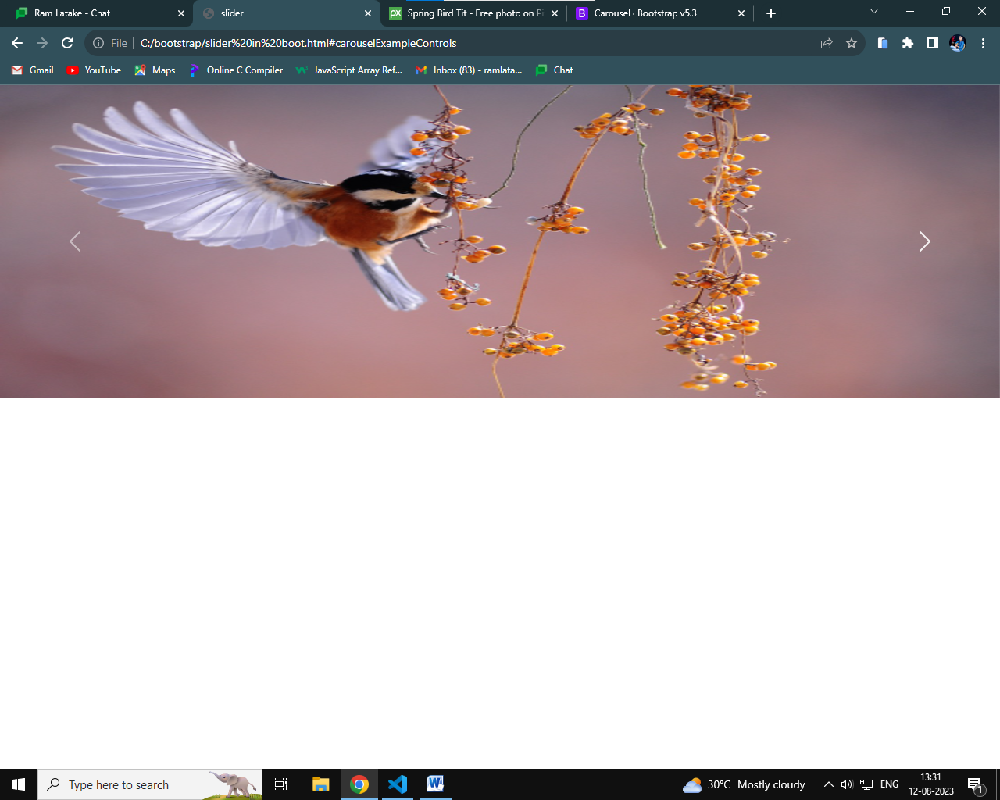 Ram Latake - Chat
slider
px
Spring Bird Tit - Free photo on Pi
B
Carousel · Bootstrap v5.3
File
C:/bootstrap/slider%20in%20boot.html#carouselExampleControls
Gmail
YouTube
Maps
Online C Compiler
JavaScript Array Ref...
Inbox (83) - ramlata...
Chat
Type here to search
W
30°C Mostly cloudy
ENG
13:31
12-08-2023
1